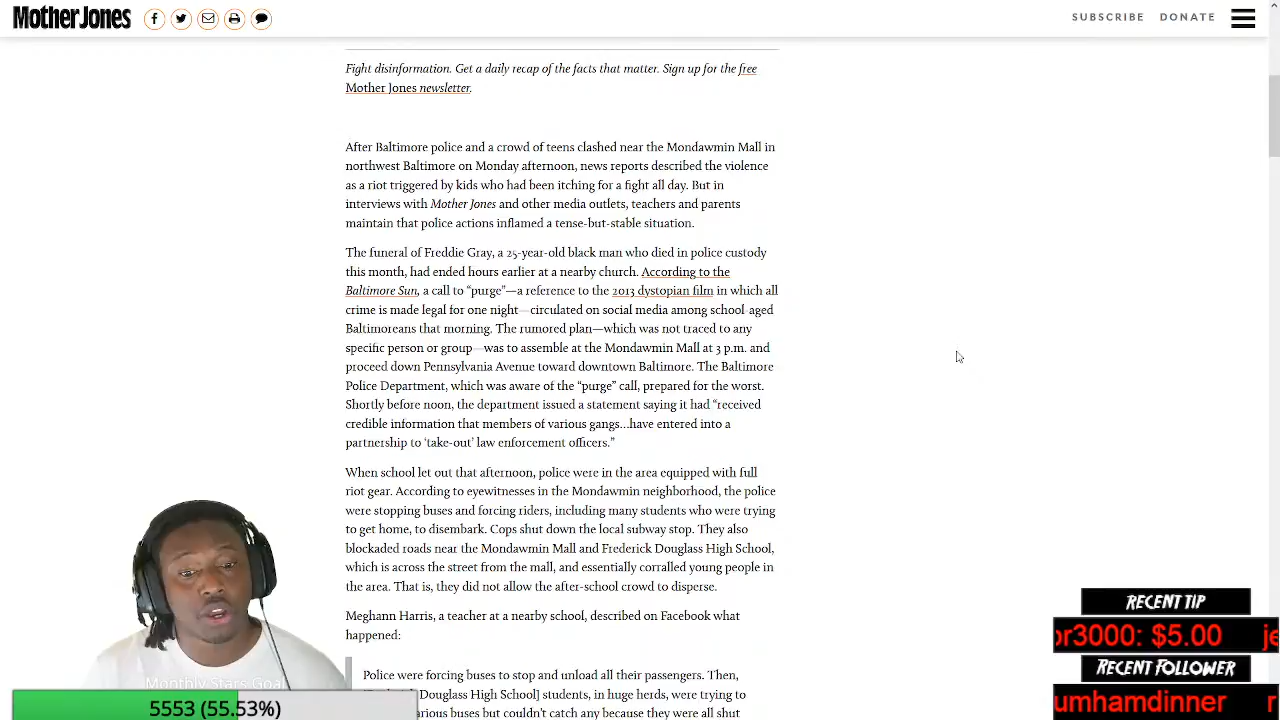 Mother Jones
SUBSCRIBE DONATE
Fight disinformation. Get a daily recap of the facts that matter. Sign up for the free
Mother Jones newsletter.
After Baltimore police and a crowd of teens clashed near the Mondawmin Mall in
northwest Baltimore on Monday afternoon, news reports described the violence
as a riot triggered by kids who had been itching for a fight all day. But in
interviews with Mother Jones and other media outlets, teachers and parents
maintain that police actions inflamed a tense-but-stable situation.
The funeral of Freddie Gray, a 25-year-old black man who died in police custody
this month, had ended hours earlier at a nearby church. According to the
Baltimore Sun, a call to “purge”—a reference to the 2013 dystopian film in which all
crime is made legal for one night—circulated on social media among school-aged
Baltimoreans that morning. The rumored plan—which was not traced to any
specific person or group—was to assemble at the Mondawmin Mall at 3 p.m. and
proceed down Pennsylvania Avenue toward downtown Baltimore. The Baltimore
Police Department, which was aware of the “purge” call, prepared for the worst.
Shortly before noon, the department issued a statement saying it had “received
credible information that members of various gangs...have entered into a
partnership to ‘take-out’ law enforcement officers.”
When school let out that afternoon, police were in the area equipped with full
riot gear. According to eyewitnesses in the Mondawmin neighborhood, the police
were stopping buses and forcing riders, including many students who were trying
to get home, to disembark. Cops shut down the local subway stop. They also
blockaded roads near the Mondawmin Mall and Frederick Douglass High School,
which is across the street from the mall, and essentially corralled young people in
the area. That is, they did not allow the after-school crowd to disperse.
Meghann Harris, a teacher at a nearby school, described on Facebook what
happened:
Police were forcing buses to stop and unload all their passengers. Then,
Douglass High School] students, in huge herds, were trying to
buses but couldn't catch any because they were all shut
Monthly Stars Goal
5553 (55.53%)
RECENT TIP
or3000: $5.00 je
RECENT FOLLOWER
umhamdinner r